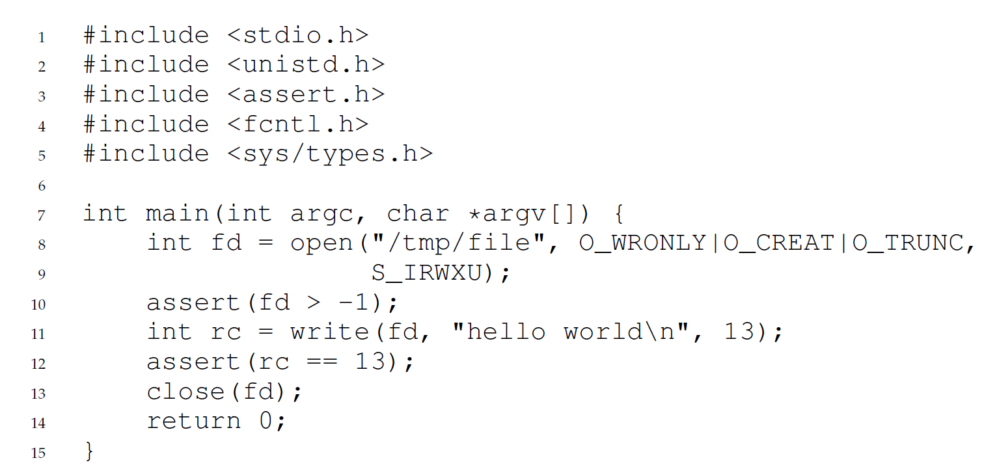 1 #include <stdio.h>
2 #include <unistd.h>
3 #include <assert.h>
4 #include <fcntl.h>
5 #include <sys/types.h>
6
7 int main(int argc, char *argv[]) {
8     int fd = open("/tmp/file", O_WRONLY|O_CREAT|O_TRUNC,
9                   S_IRWXU);
10     assert(fd > -1);
11     int rc = write(fd, "hello world\n", 13);
12     assert(rc == 13);
13     close(fd);
14     return 0;
15 }